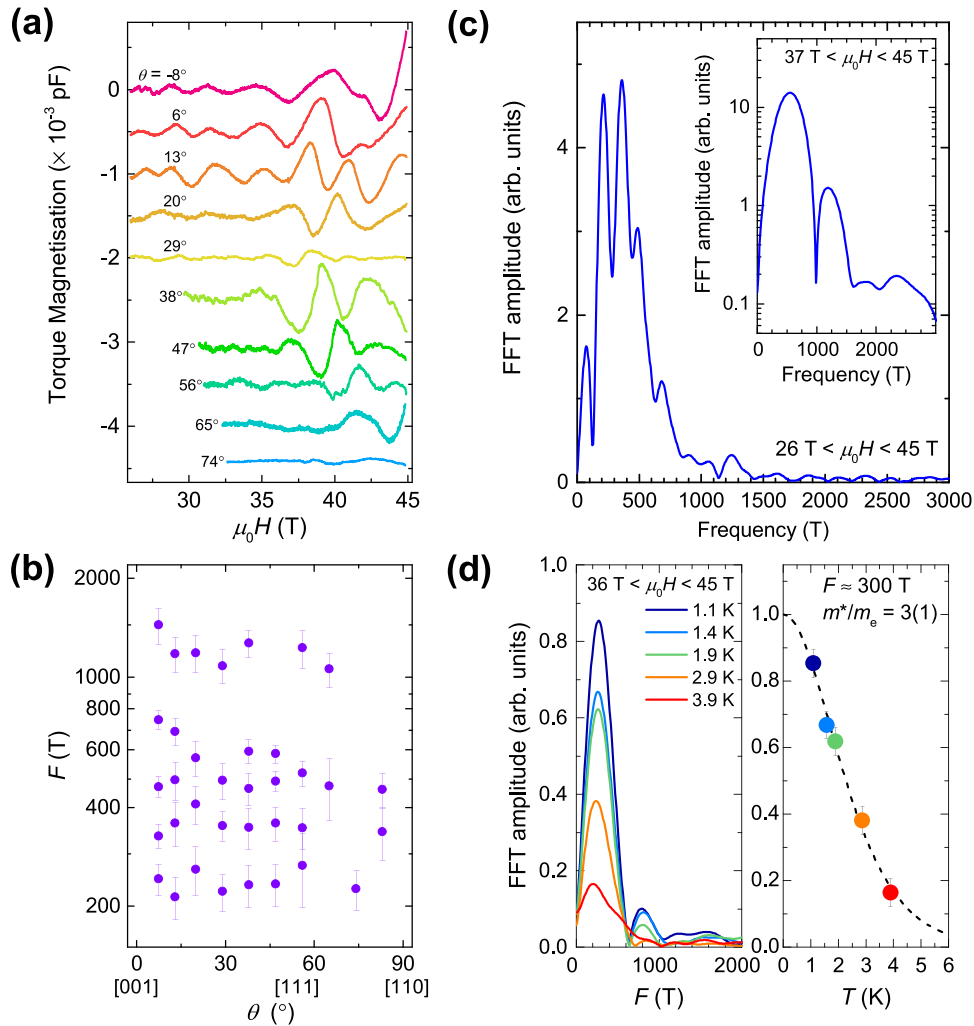 (a)
Torque Magnetisation (× 10⁻³ pF)
0
-1
-2
-3
-4
θ = -8°
6°
13°
20°
29°
38°
47°
56°
65°
74°
30 35 40 45
μ₀H (T)
(c)
FFT amplitude (arb. units)
4
2
0
0 500 1000 1500 2000 2500 3000
Frequency (T)
26 T < μ₀H < 45 T
37 T < μ₀H < 45 T
FFT amplitude (arb. units)
10
1
0.1
0 1000 2000
Frequency (T)
(b)
F (T)
2000
1000
800
600
400
200
0 30 60 90
[001] [111] [110]
θ (°)
(d)
FFT amplitude (arb. units)
1.0
0.8
0.6
0.4
0.2
0.0
36 T < μ₀H < 45 T
1.1 K
1.4 K
1.9 K
2.9 K
3.9 K
0 1000 2000
F (T)
F ≈ 300 T
m*/mₑ = 3(1)
1.0
0.8
0.6
0.4
0.2
0.0
0 1 2 3 4 5 6
T (K)